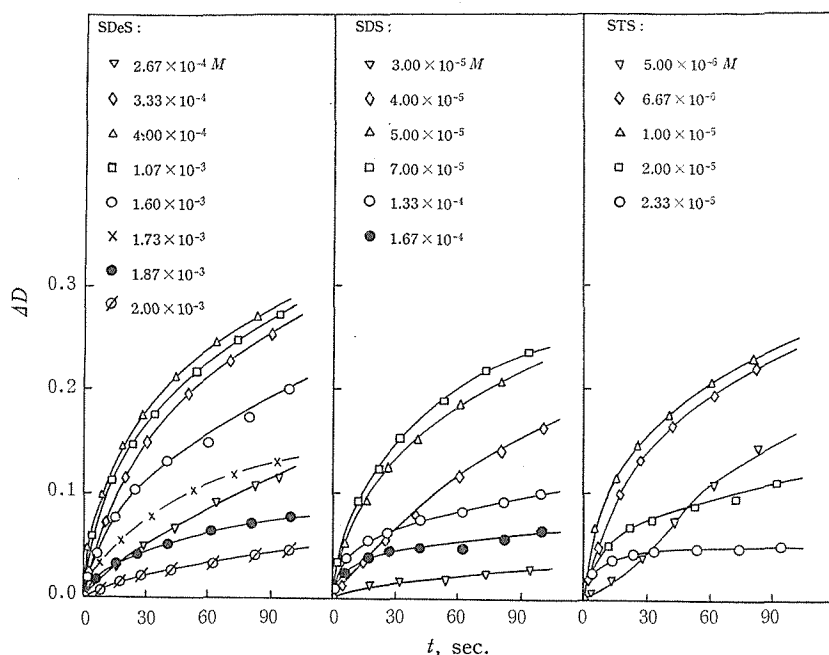 SDeS :
2.67 × 10⁻⁴ M
3.33 × 10⁻⁴
4.00 × 10⁻⁴
1.07 × 10⁻³
1.60 × 10⁻³
1.73 × 10⁻³
1.87 × 10⁻³
2.00 × 10⁻³
SDS :
3.00 × 10⁻⁵ M
4.00 × 10⁻⁵
5.00 × 10⁻⁵
7.00 × 10⁻⁵
1.33 × 10⁻⁴
1.67 × 10⁻⁴
STS :
5.00 × 10⁻⁶ M
6.67 × 10⁻⁶
1.00 × 10⁻⁵
2.00 × 10⁻⁵
2.33 × 10⁻⁵
ΔD
0.3
0.2
0.1
0.0
0 30 60 90
0 30 60 90
0 30 60 90
t, sec.